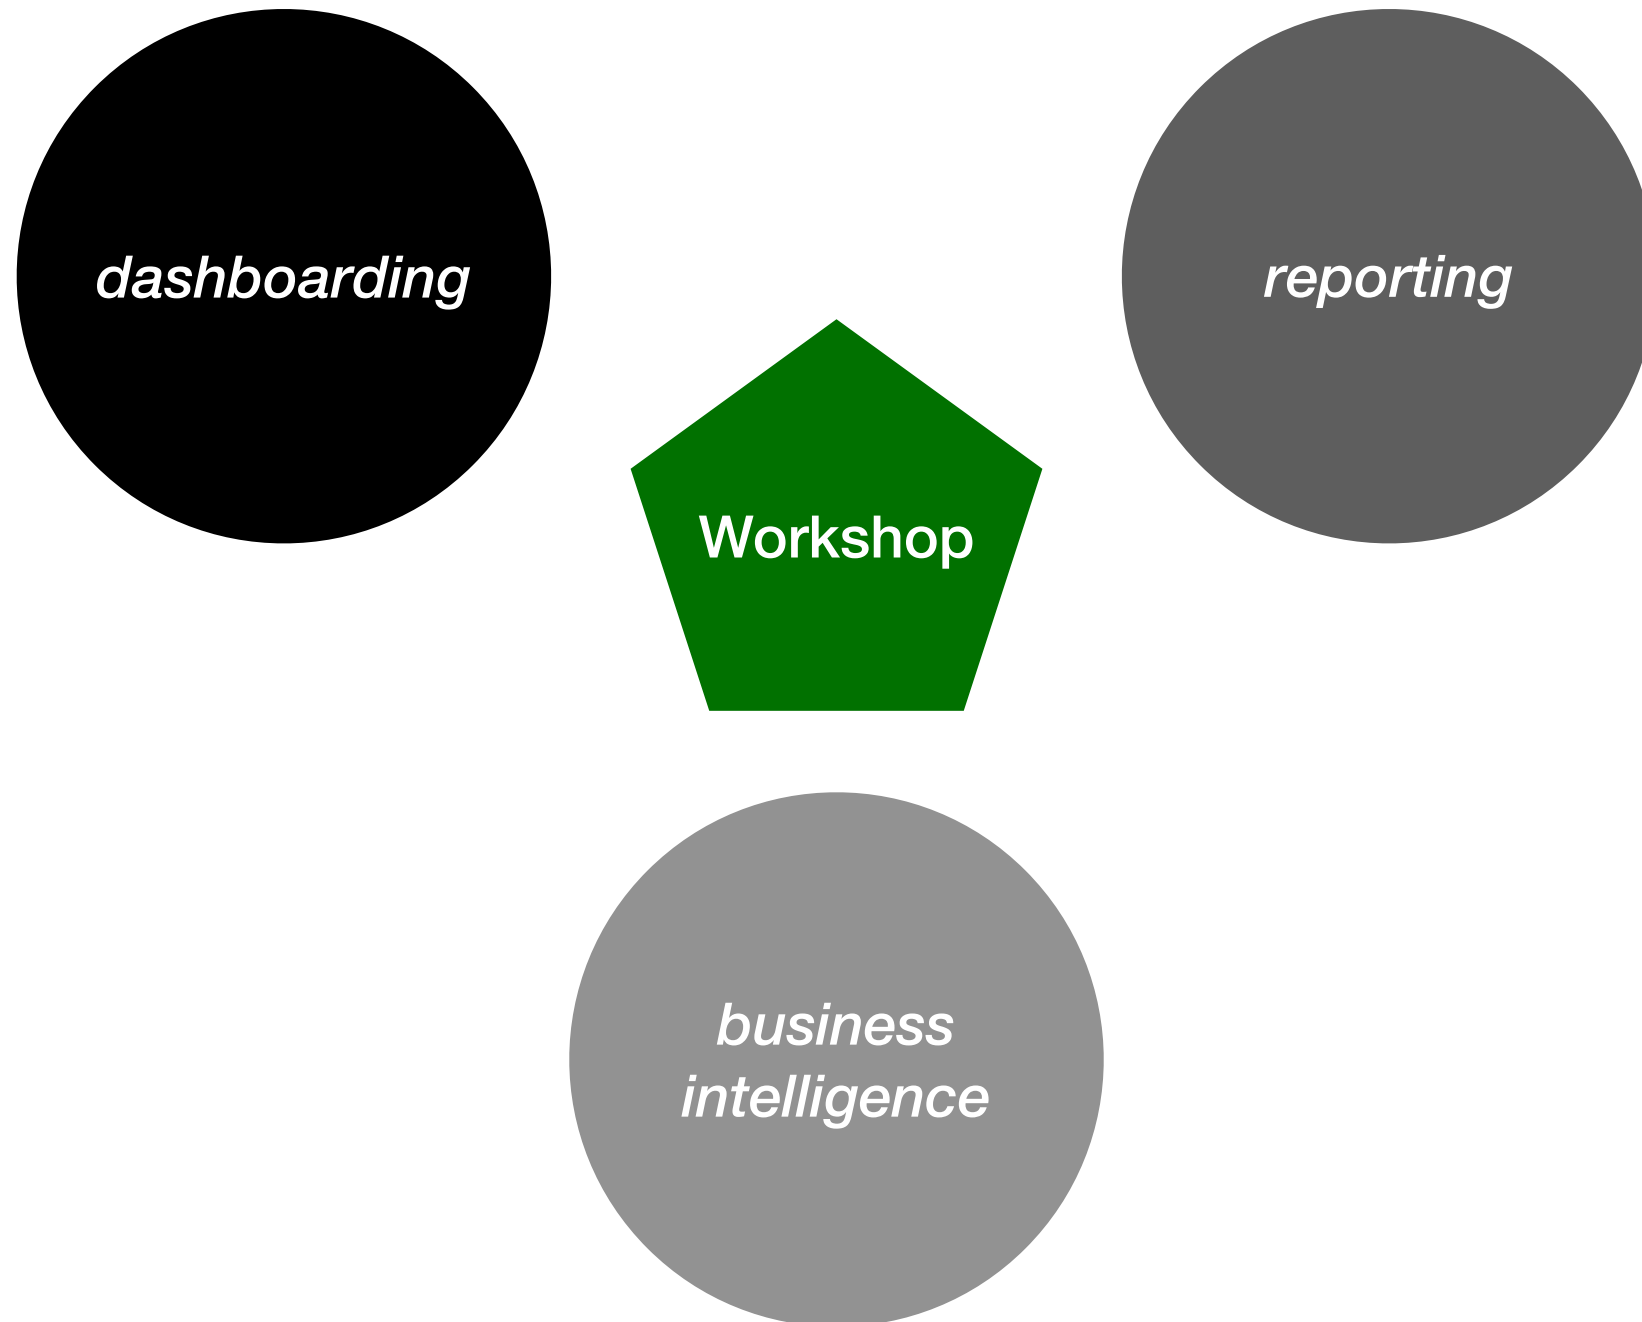 dashboarding
reporting
Workshop
business
intelligence